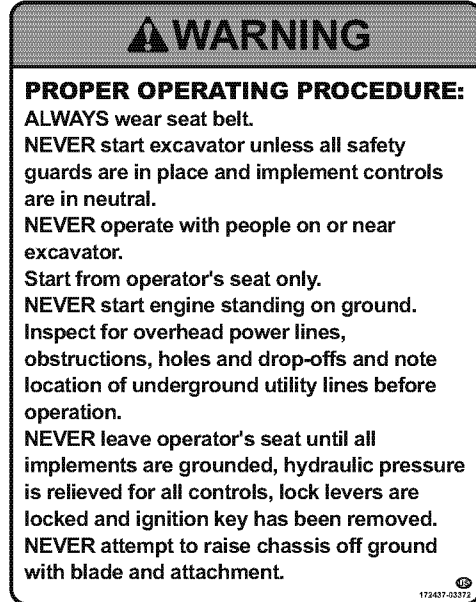 WARNING
PROPER OPERATING PROCEDURE:
ALWAYS wear seat belt.
NEVER start excavator unless all safety
guards are in place and implement controls
are in neutral.
NEVER operate with people on or near
excavator.
Start from operator's seat only.
NEVER start engine standing on ground.
Inspect for overhead power lines,
obstructions, holes and drop-offs and note
location of underground utility lines before
operation.
NEVER leave operator's seat until all
implements are grounded, hydraulic pressure
is relieved for all controls, lock levers are
locked and ignition key has been removed.
NEVER attempt to raise chassis off ground
with blade and attachment.
US
172437-03372